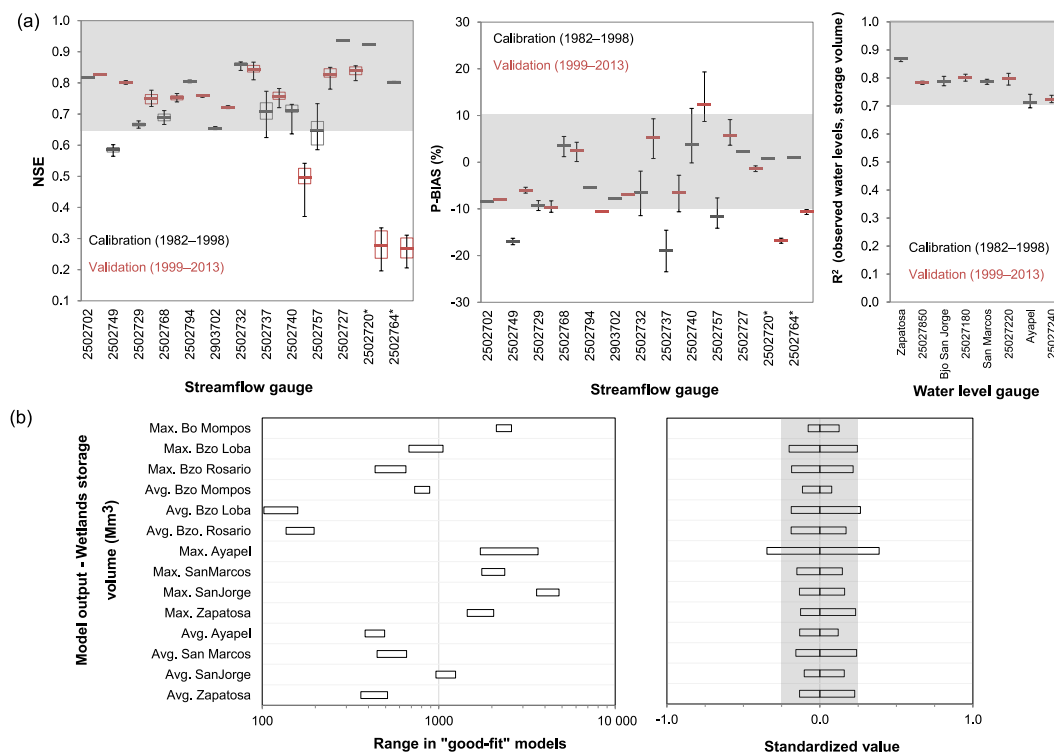 (a)
NSE
1.0
0.9
0.8
0.7
0.6
0.5
0.4
0.3
0.2
0.1
Calibration (1982–1998)
Validation (1999–2013)
2502702
2502749
2502729
2502768
2502794
2903702
2502732
2502737
2502740
2502757
2502727
2502720*
2502764*
Streamflow gauge
P-BIAS (%)
30
20
10
0
-10
-20
-30
Calibration (1982–1998)
Validation (1999–2013)
2502702
2502749
2502729
2502768
2502794
2903702
2502732
2502737
2502740
2502757
2502727
2502720*
2502764*
Streamflow gauge
R² (observed water levels, storage volume)
1.0
0.9
0.8
0.7
0.6
0.5
0.4
0.3
0.2
0.1
0.0
Calibration (1982–1998)
Validation (1999–2013)
Zapatosa
25027850
Bjo San Jorge
25027180
San Marcos
25027220
Ayapel
25027240
Water level gauge
(b)
Model output - Wetlands storage
volume (Mm³)
Max. Bo Mompos
Max. Bzo Loba
Max. Bzo Rosario
Avg. Bzo Mompos
Avg. Bzo Loba
Avg. Bzo. Rosario
Max. Ayapel
Max. SanMarcos
Max. SanJorge
Max. Zapatosa
Avg. Ayapel
Avg. San Marcos
Avg. SanJorge
Avg. Zapatosa
100
1000
10 000
Range in "good-fit" models
-1.0
0.0
1.0
Standardized value